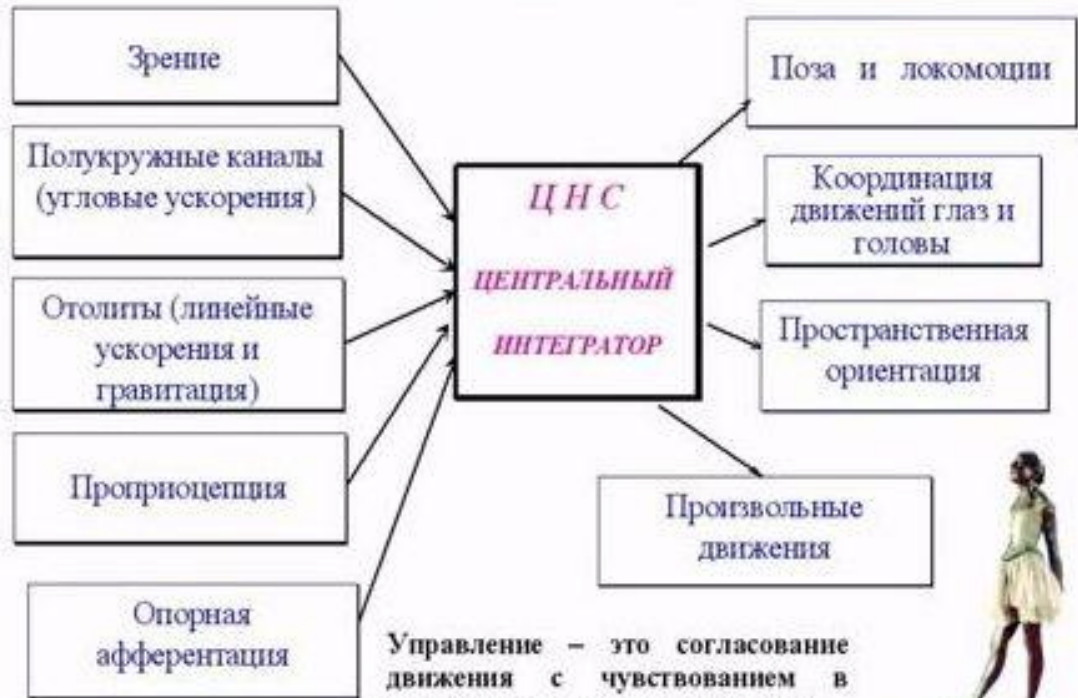 Зрение
Полукружные каналы
(угловые ускорения)
Отолиты (линейные
ускорения и
гравитация)
Проприоцепция
Опорная
афферентация
Ц Н С
ЦЕНТРАЛЬНЫЙ
ИНТЕГРАТОР
Поза и локомоции
Координация
движений глаз и
головы
Пространственная
ориентация
Произвольные
движения
Управление – это согласование
движения с чувствованием в